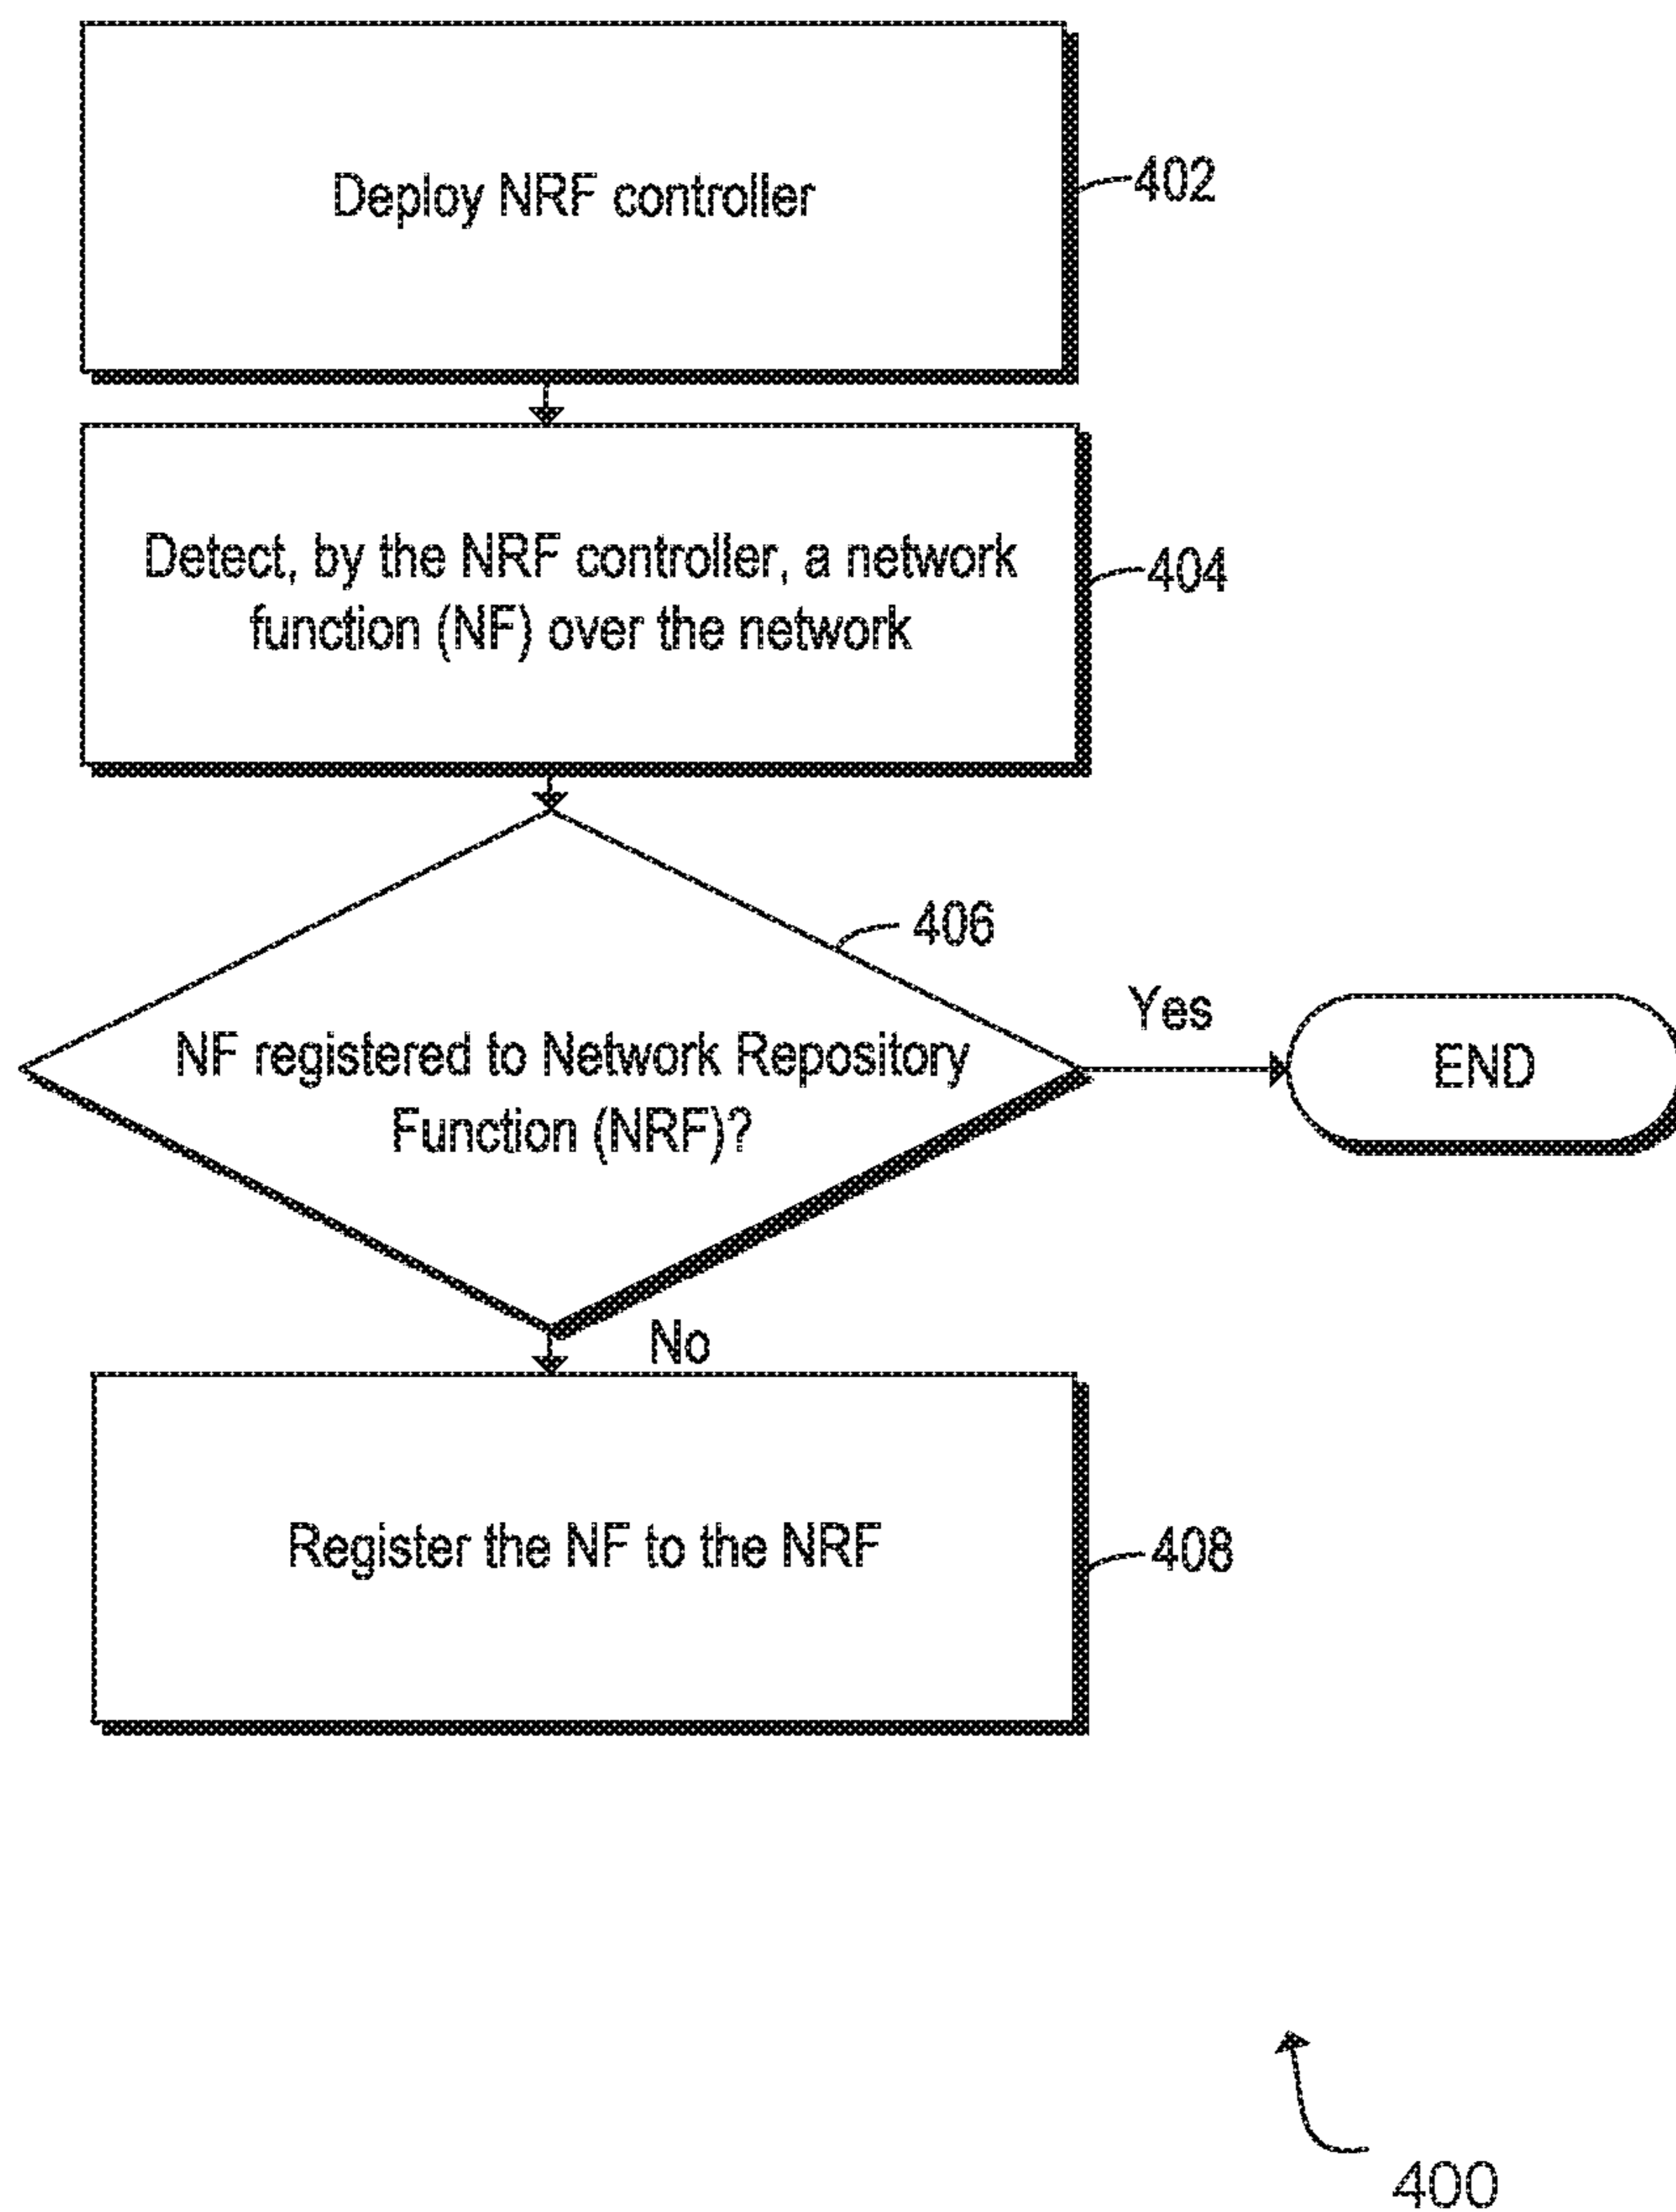 Deploy NRF controller
402
Detect, by the NRF controller, a network
function (NF) over the network
404
406
NF registered to Network Repository
Function (NRF)?
Yes
END
No
Register the NF to the NRF
408
400